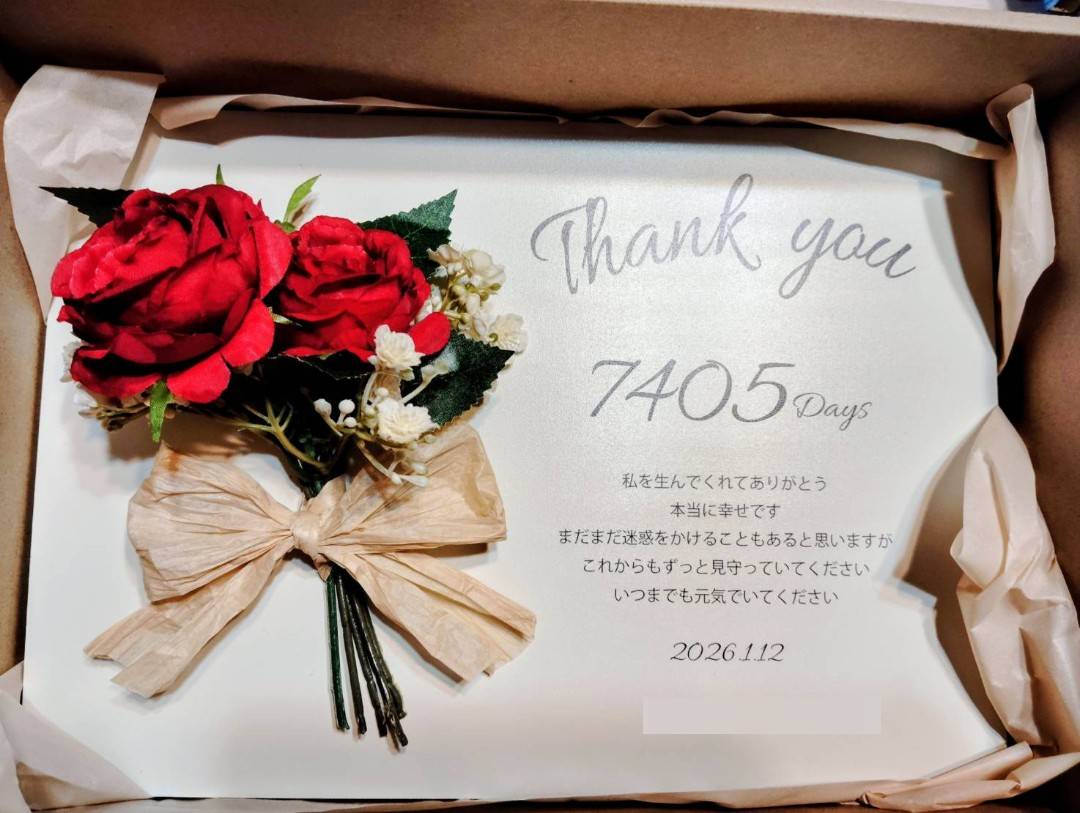 Thank you
7405 Days
私を生んでくれてありがとう
本当に幸せです
まだまだ迷惑をかけることもあると思いますが
これからもずっと見守っていてください
いつまでも元気でいてください
2026.1.12